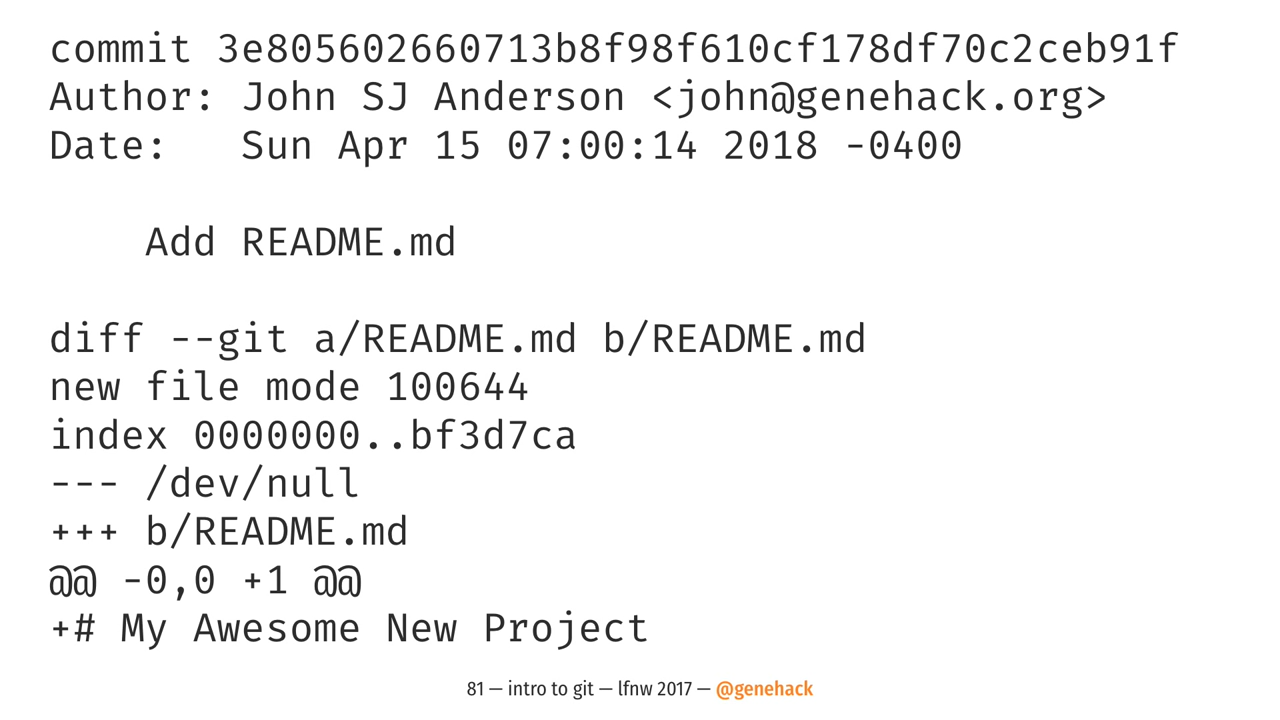 commit 3e805602660713b8f98f610cf178df70c2ceb91f
Author: John SJ Anderson <john@genehack.org>
Date:   Sun Apr 15 07:00:14 2018 -0400

    Add README.md

diff --git a/README.md b/README.md
new file mode 100644
index 0000000..bf3d7ca
--- /dev/null
+++ b/README.md
@@ -0,0 +1 @@
+# My Awesome New Project
81 — intro to git — lfnw 2017 — @genehack